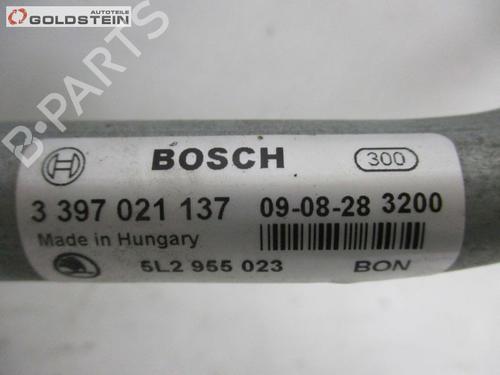 AUTOTEILE
GOLDSTEIN
B-PARTS
BOSCH 300
3 397 021 137 09-08-28 3200
Made in Hungary
5L2 955 023 BON